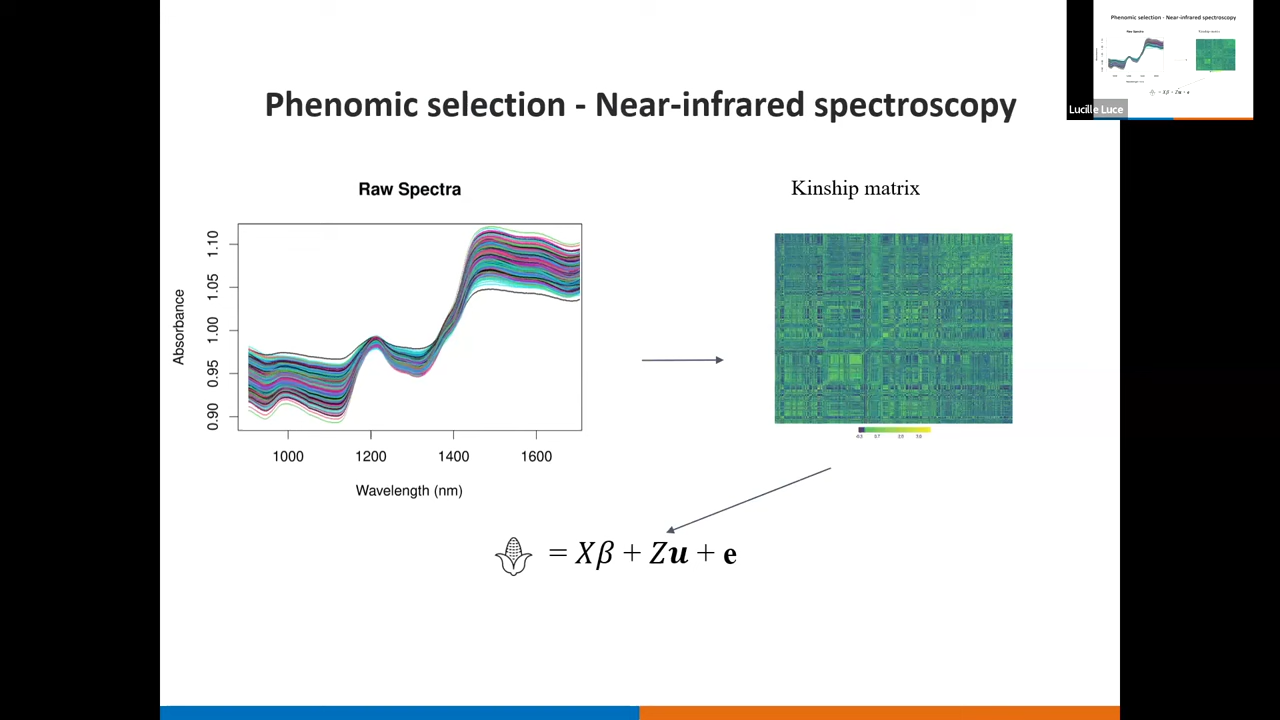 Phenomic selection - Near-infrared spectroscopy
Raw Spectra
Kinship matrix
Absorbance
1.10
1.05
1.00
0.95
0.90
1000 1200 1400 1600
Wavelength (nm)
= Xβ + Zu + e
Phenomic selection - Near-infrared spectroscopy
Raw Spectra
Kinship matrix
= Xβ + Zu + e
Lucille Luce